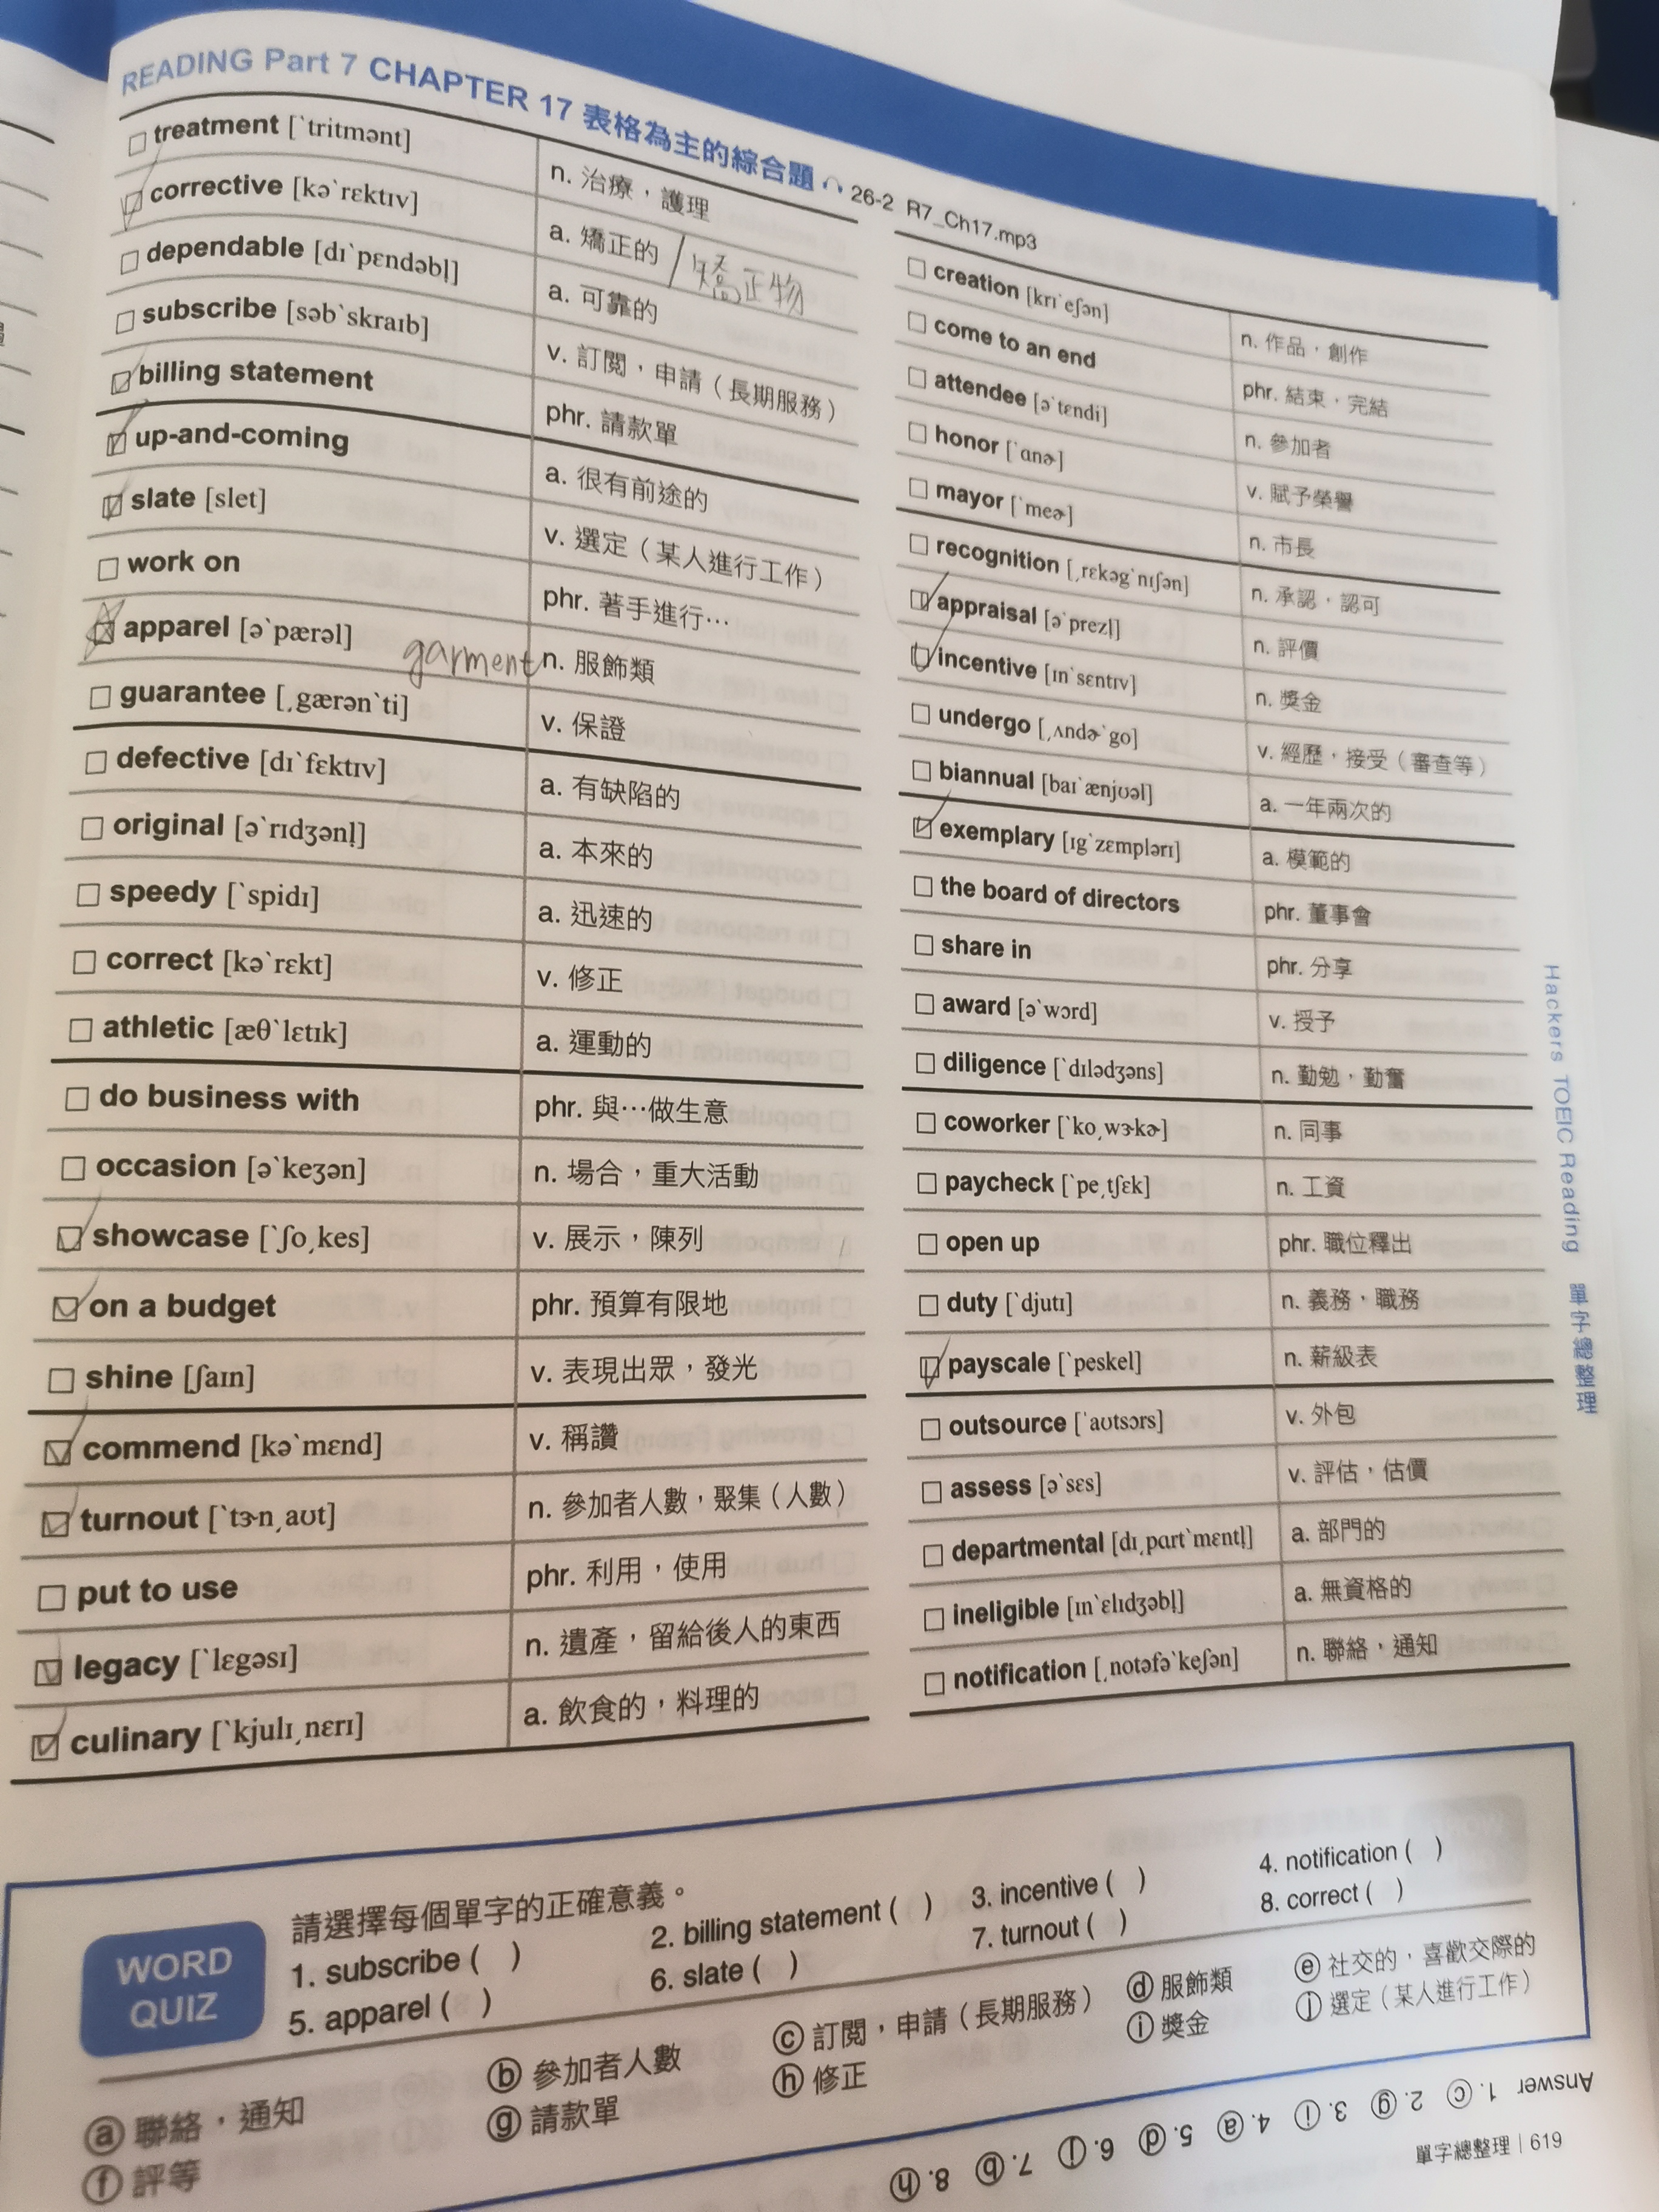 READING Part 7 CHAPTER 17 表格為主的綜合題 26-2 R7_Ch17.mp3
□ treatment [ˋtritmənt] n. 治療，護理
□ corrective [kəˋrɛktɪv] a. 矯正的 /矯正物
□ dependable [dɪˋpɛndəbl̩] a. 可靠的
□ subscribe [səbˋskraɪb] v. 訂閱，申請（長期服務）
□ billing statement phr. 請款單
□ up-and-coming a. 很有前途的
□ slate [slet] v. 選定（某人進行工作）
□ work on phr. 著手進行…
□ apparel [əˋpærəl] garment n. 服飾類
□ guarantee [ˌgærənˋti] v. 保證
□ defective [dɪˋfɛktɪv] a. 有缺陷的
□ original [əˋrɪdʒənl̩] a. 本來的
□ speedy [ˋspidɪ] a. 迅速的
□ correct [kəˋrɛkt] v. 修正
□ athletic [æθˋlɛtɪk] a. 運動的
□ do business with phr. 與…做生意
□ occasion [əˋkeʒən] n. 場合，重大活動
□ showcase [ˋʃoˌkes] v. 展示，陳列
□ on a budget phr. 預算有限地
□ shine [ʃaɪn] v. 表現出眾，發光
□ commend [kəˋmɛnd] v. 稱讚
□ turnout [ˋtɝnˌaʊt] n. 參加者人數，聚集（人數）
□ put to use phr. 利用，使用
□ legacy [ˋlɛgəsɪ] n. 遺產，留給後人的東西
□ culinary [ˋkjulɪˌnɛrɪ] a. 飲食的，料理的
□ creation [krɪˋeʃən] n. 作品，創作
□ come to an end phr. 結束，完結
□ attendee [əˋtɛndi] n. 參加者
□ honor [ˋɑnɚ] v. 賦予榮譽
□ mayor [ˋmeɚ] n. 市長
□ recognition [ˌrɛkəgˋnɪʃən] n. 承認，認可
□ appraisal [əˋprezl̩] n. 評價
□ incentive [ɪnˋsɛntɪv] n. 獎金
□ undergo [ˌʌndɚˋgo] v. 經歷，接受（審查等）
□ biannual [baɪˋænjʊəl] a. 一年兩次的
□ exemplary [ɪgˋzɛmplərɪ] a. 模範的
□ the board of directors phr. 董事會
□ share in phr. 分享
□ award [əˋwɔrd] v. 授予
□ diligence [ˋdɪlədʒəns] n. 勤勉，勤奮
□ coworker [ˋkoˌwɝkɚ] n. 同事
□ paycheck [ˋpeˌtʃɛk] n. 工資
□ open up phr. 職位釋出
□ duty [ˋdjutɪ] n. 義務，職務
□ payscale [ˋpeskel] n. 薪級表
□ outsource [ˋaʊtsɔrs] v. 外包
□ assess [əˋsɛs] v. 評估，估價
□ departmental [dɪˌpɑrtˋmɛntl̩] a. 部門的
□ ineligible [ɪnˋɛlɪdʒəbl̩] a. 無資格的
□ notification [ˌnotəfəˋkeʃən] n. 聯絡，通知
Hackers TOEIC Reading 單字總整理
WORD QUIZ
請選擇每個單字的正確意義。
1. subscribe ( ) 2. billing statement ( ) 3. incentive ( ) 4. notification ( )
5. apparel ( ) 6. slate ( ) 7. turnout ( ) 8. correct ( )
ⓐ 聯絡，通知 ⓑ 參加者人數 ⓒ 訂閱，申請（長期服務） ⓓ 服飾類 ⓔ 社交的，喜歡交際的
ⓕ 評等 ⓖ 請款單 ⓗ 修正 ⓘ 獎金 ⓙ 選定（某人進行工作）
Answer 1. ⓒ 2. ⓖ 3. ⓘ 4. ⓐ 5. ⓓ 6. ⓙ 7. ⓑ 8. ⓗ
單字總整理 | 619